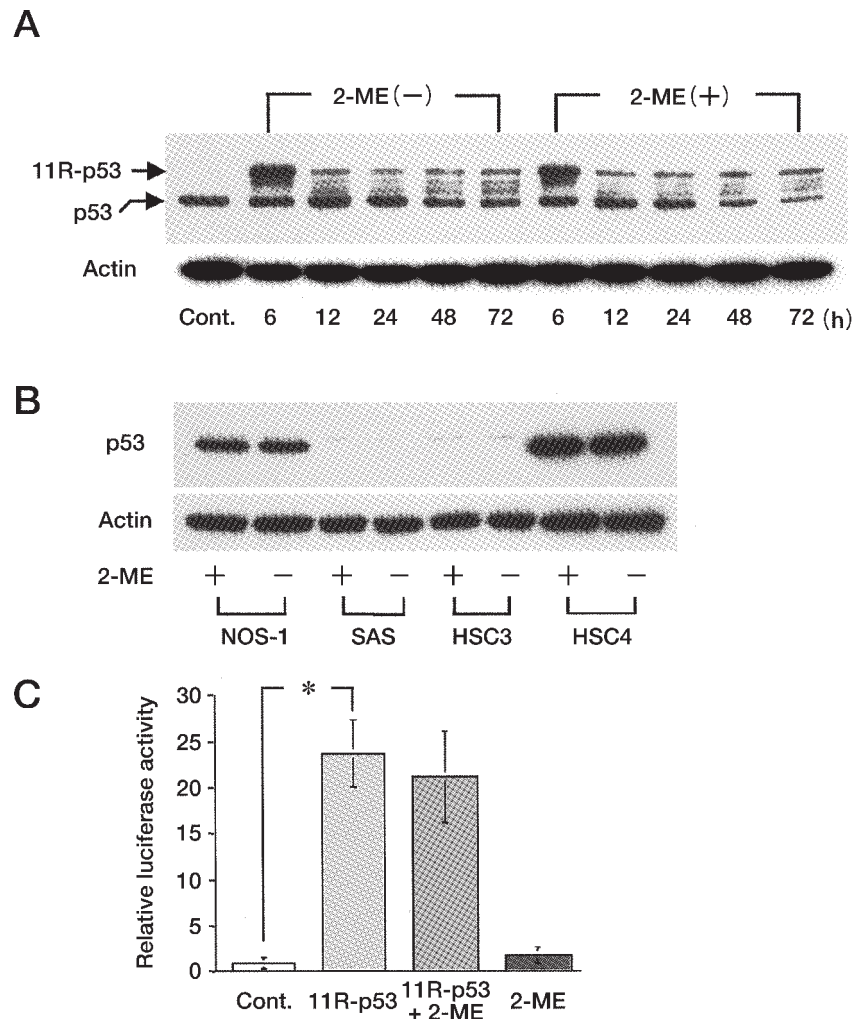 A
2-ME(−) 2-ME(+)
11R-p53
p53
Actin
Cont. 6 12 24 48 72 6 12 24 48 72 (h)
B
p53
Actin
2-ME + − + − + − + −
NOS-1 SAS HSC3 HSC4
C
Relative luciferase activity
30
*
25
20
15
10
5
0
Cont. 11R-p53 11R-p53 2-ME
+ 2-ME